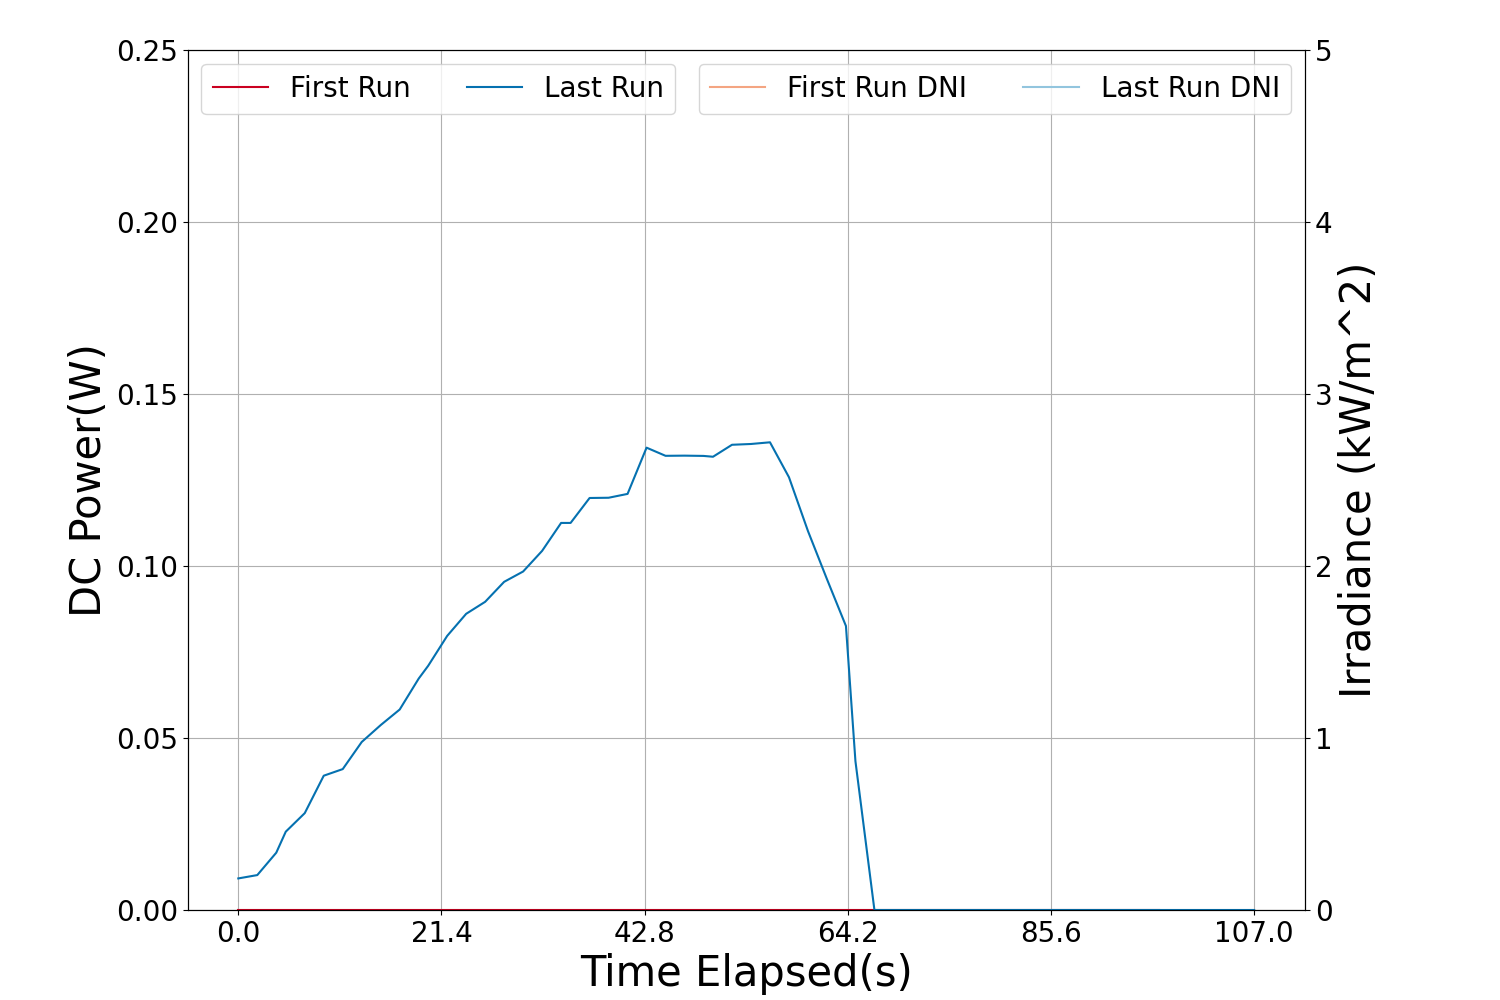 First Run
Last Run
First Run DNI
Last Run DNI
DC Power(W)
0.25
0.20
0.15
0.10
0.05
0.00
5
4
3
2
1
0
Irradiance (kW/m^2)
0.0 21.4 42.8 64.2 85.6 107.0
Time Elapsed(s)